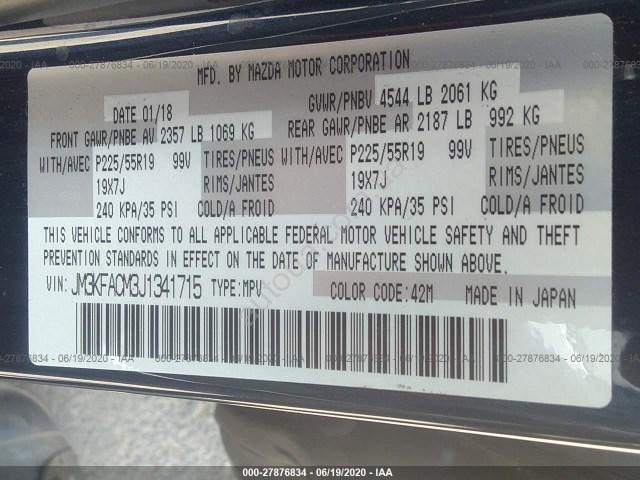 000-27876834 / 06/19/2020 - IAA
MFD. BY MAZDA MOTOR CORPORATION
DATE 01/18
GVWR/PNBV 4544 LB 2061 KG
FRONT GAWR/PNBE AV 2357 LB 1069 KG
REAR GAWR/PNBE AR 2187 LB 992 KG
WITH/AVEC P225/55R19 99V TIRES/PNEUS
WITH/AVEC P225/55R19 99V TIRES/PNEUS
19X7J RIMS/JANTES
19X7J RIMS/JANTES
240 KPA/35 PSI COLD/A FROID
240 KPA/35 PSI COLD/A FROID
THIS VEHICLE CONFORMS TO ALL APPLICABLE FEDERAL MOTOR VEHICLE SAFETY AND THEFT
PREVENTION STANDARDS IN EFFECT ON THE DATE OF MANUFACTURE SHOWN ABOVE.
VIN: JM3KFACM3J1341715 TYPE: MPV COLOR CODE: 42M MADE IN JAPAN
000-27876834 / 06/19/2020 - IAA
000-27876834 / 06/19/2020 - IAA